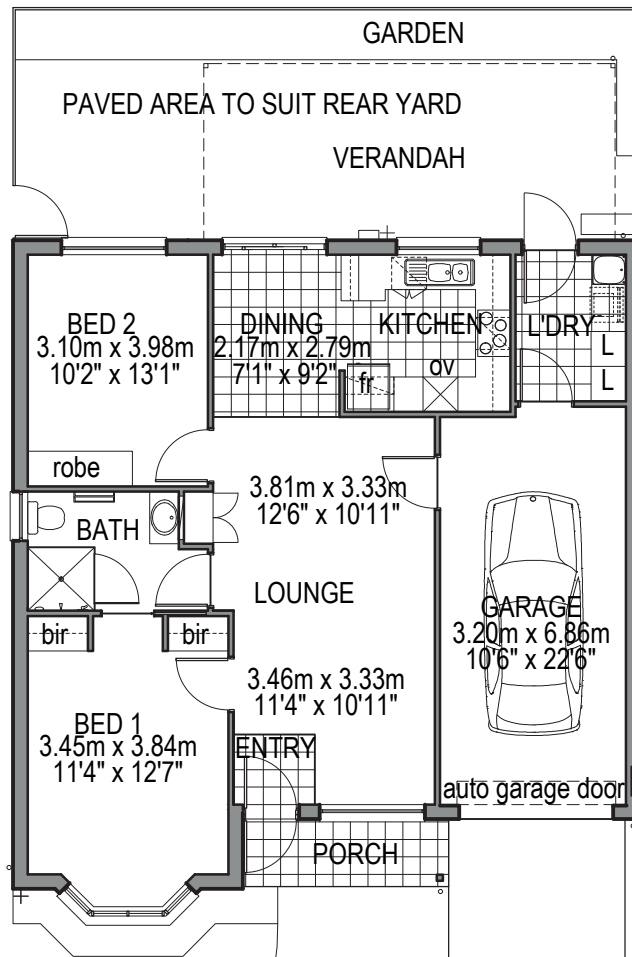 GARDEN
PAVED AREA TO SUIT REAR YARD
VERANDAH
BED 2
3.10m x 3.98m
10'2" x 13'1"
DINING
2.17m x 2.79m
7'1" x 9'2"
KITCHEN
L'DRY
L
L
fr
ov
robe
3.81m x 3.33m
12'6" x 10'11"
BATH
LOUNGE
GARAGE
3.20m x 6.86m
10'6" x 22'6"
bir
bir
3.46m x 3.33m
11'4" x 10'11"
BED 1
3.45m x 3.84m
11'4" x 12'7"
ENTRY
auto garage door
PORCH